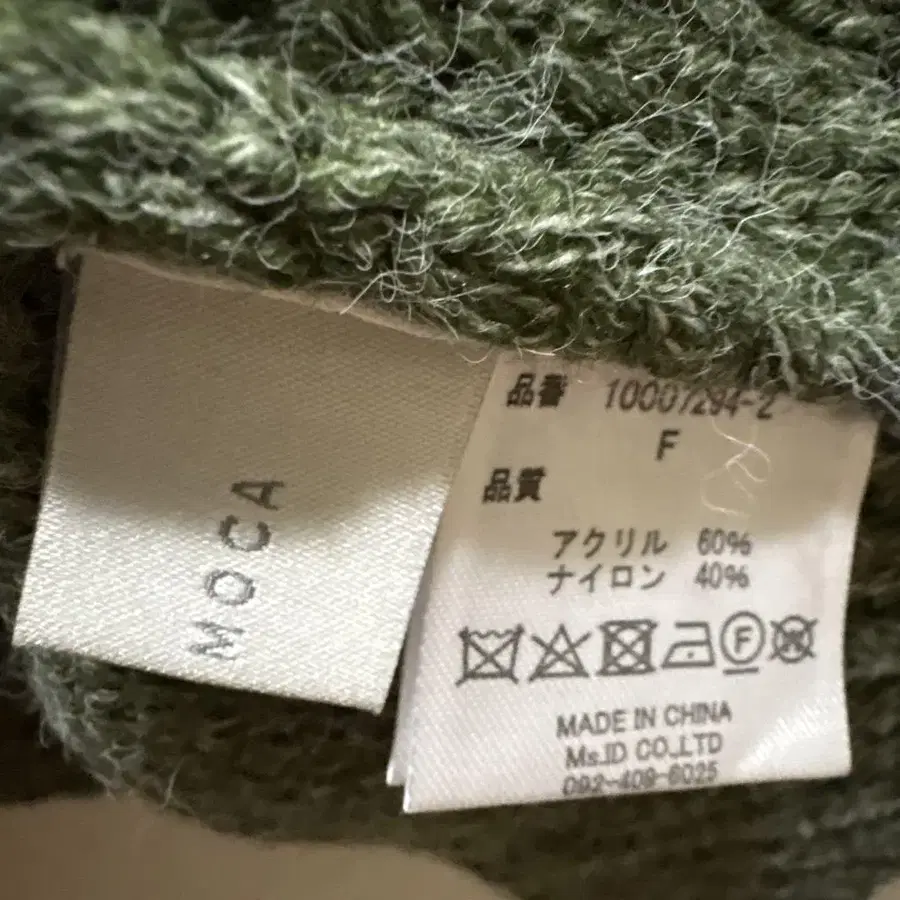 MOCA
品番 10007294-2
F
品質
アクリル 60%
ナイロン 40%
F
MADE IN CHINA
Ms.ID CO.,LTD
092-409-6025